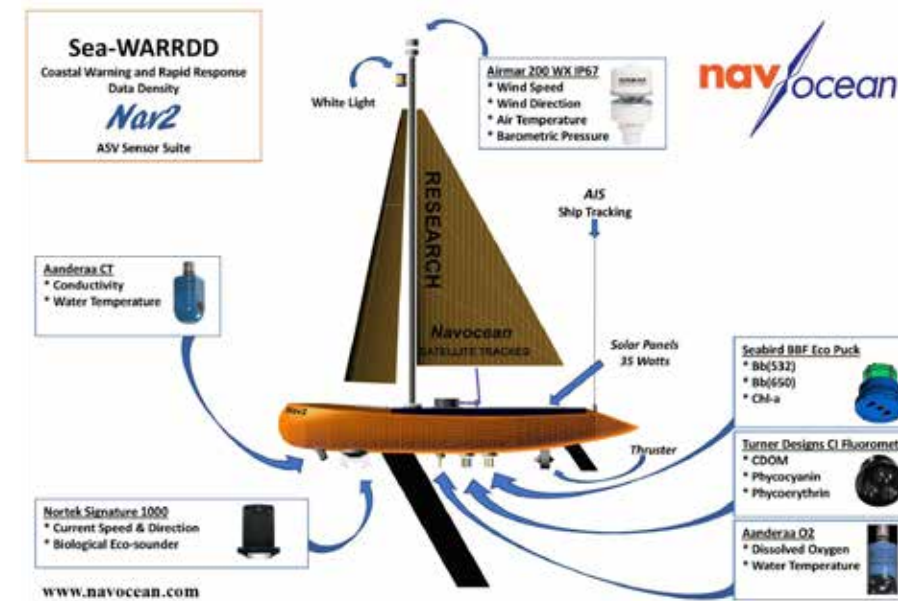 Sea-WARRDD
Coastal Warning and Rapid Response
Data Density
Nav2
ASV Sensor Suite
White Light
Airmar 200 WX IP67
* Wind Speed
* Wind Direction
* Air Temperature
* Barometric Pressure
nav ocean
AIS
Ship Tracking
RESEARCH
Navocean
SATELLITE TRACKED
Aanderaa CT
* Conductivity
* Water Temperature
Solar Panels
35 Watts
Nav2
Thruster
Seabird BBF Eco Puck
* Bb(532)
* Bb(650)
* Chl-a
Turner Designs CI Fluoromet
* CDOM
* Phycocyanin
* Phycoerythrin
Nortek Signature 1000
* Current Speed & Direction
* Biological Eco-sounder
Aanderaa O2
* Dissolved Oxygen
* Water Temperature
www.navocean.com